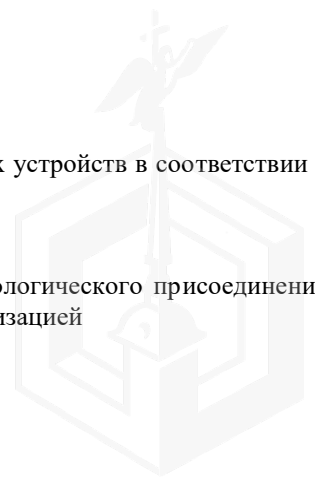 х устройств в соответствии
ологического присоединени
изацией